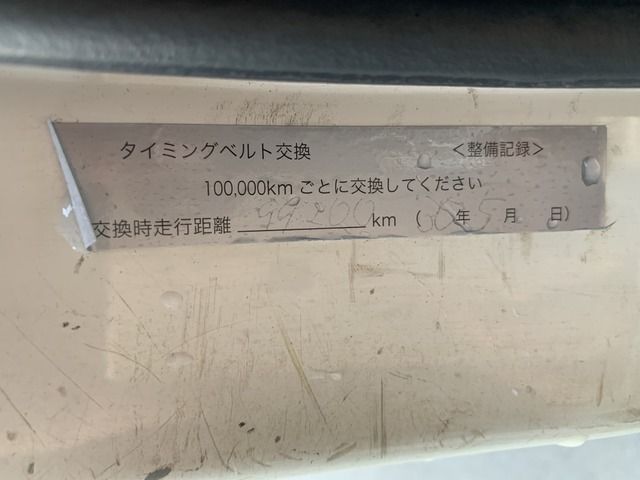 タイミングベルト交換 <整備記録>
100,000km ごとに交換してください
交換時走行距離 99,200 km ( 年 月 日)